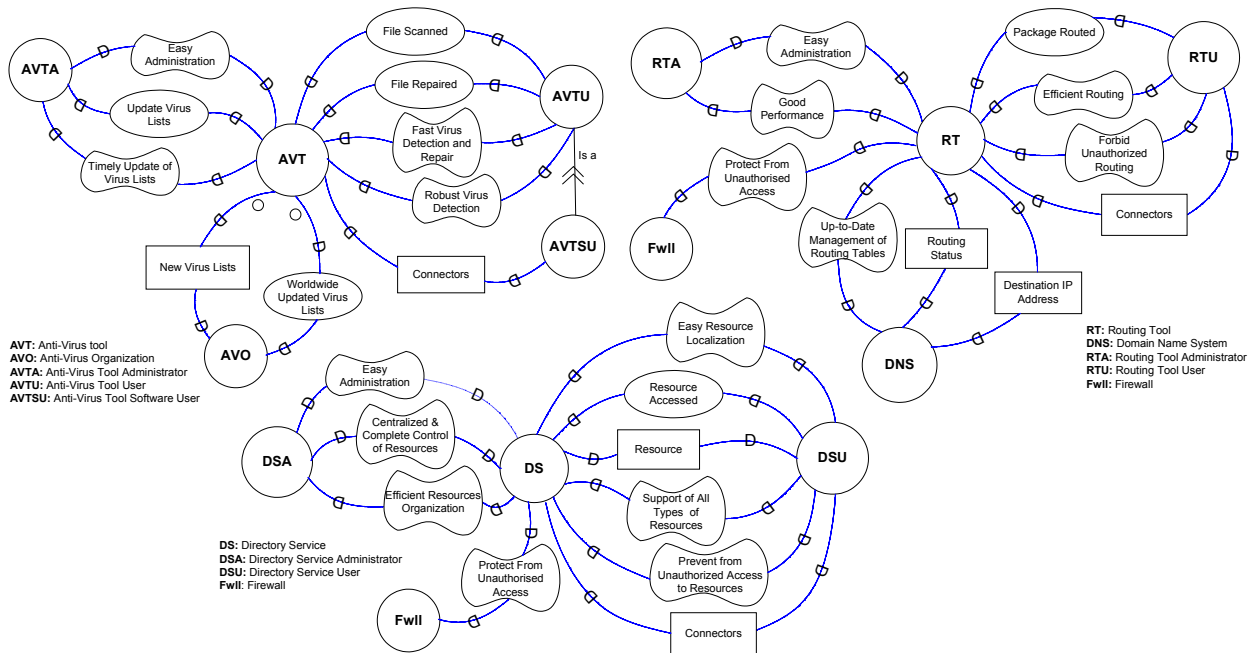 AVTA
Easy
Administration
Update Virus
Lists
Timely Update of
Virus Lists
AVT
File Scanned
File Repaired
Fast Virus
Detection and
Repair
Robust Virus
Detection
AVTU
Is a
AVTSU
Connectors
New Virus Lists
Worldwide
Updated Virus
Lists
AVO
AVT: Anti-Virus tool
AVO: Anti-Virus Organization
AVTA: Anti-Virus Tool Administrator
AVTU: Anti-Virus Tool User
AVTSU: Anti-Virus Tool Software User
RTA
Easy
Administration
Good
Performance
Protect From
Unauthorised
Access
Fwll
RT
Package Routed
Efficient Routing
Forbid
Unauthorized
Routing
RTU
Connectors
Up-to-Date
Management of
Routing Tables
Routing
Status
Destination IP
Address
DNS
RT: Routing Tool
DNS: Domain Name System
RTA: Routing Tool Administrator
RTU: Routing Tool User
Fwll: Firewall
DSA
Easy
Administration
Centralized &
Complete Control
of Resources
Efficient Resources
Organization
DS
Easy Resource
Localization
Resource
Accessed
Resource
Support of All
Types of
Resources
Prevent from
Unauthorized Access
to Resources
Connectors
DSU
Protect From
Unauthorised
Access
Fwll
DS: Directory Service
DSA: Directory Service Administrator
DSU: Directory Service User
Fwll: Firewall